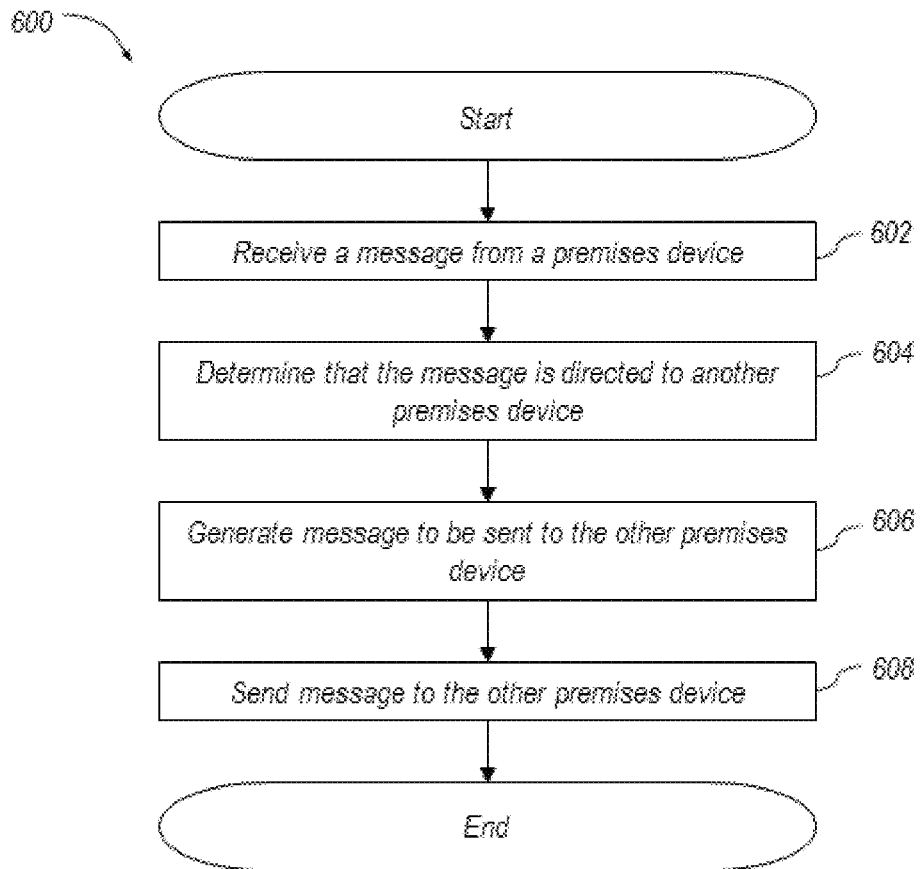 600
Start
Receive a message from a premises device
602
Determine that the message is directed to another
premises device
604
Generate message to be sent to the other premises
device
606
Send message to the other premises device
608
End